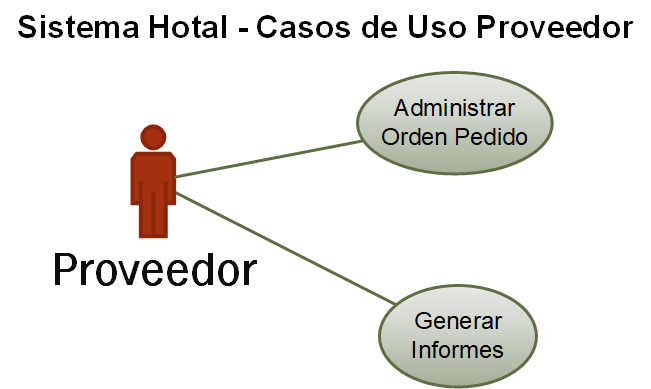 Sistema Hotal - Casos de Uso Proveedor
Administrar
Orden Pedido
Proveedor
Generar
Informes